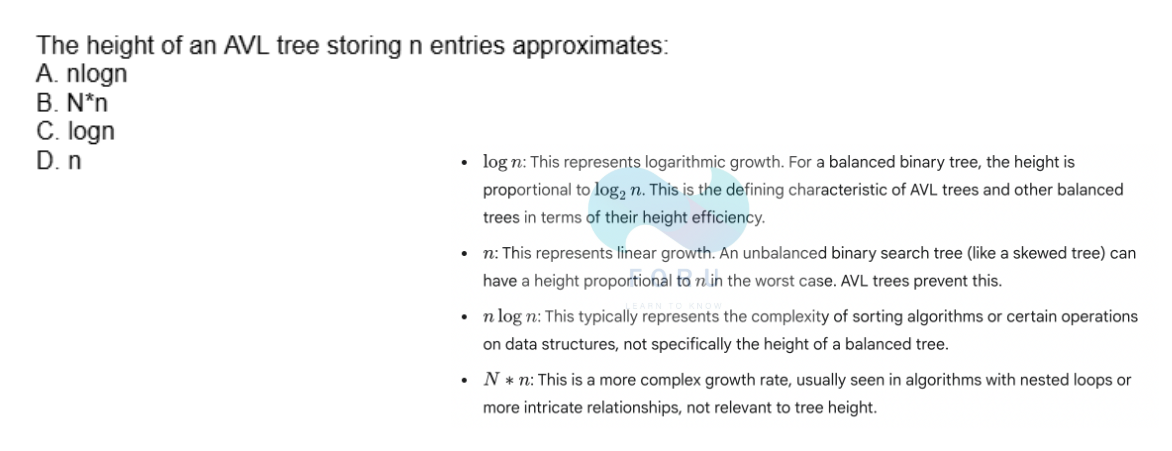 The height of an AVL tree storing n entries approximates:
A. nlogn
B. N*n
C. logn
D. n
• log n: This represents logarithmic growth. For a balanced binary tree, the height is
proportional to log₂ n. This is the defining characteristic of AVL trees and other balanced
trees in terms of their height efficiency.
• n: This represents linear growth. An unbalanced binary search tree (like a skewed tree) can
have a height proportional to n in the worst case. AVL trees prevent this.
• n log n: This typically represents the complexity of sorting algorithms or certain operations
on data structures, not specifically the height of a balanced tree.
• N * n: This is a more complex growth rate, usually seen in algorithms with nested loops or
more intricate relationships, not relevant to tree height.
LEARN TO KNOW